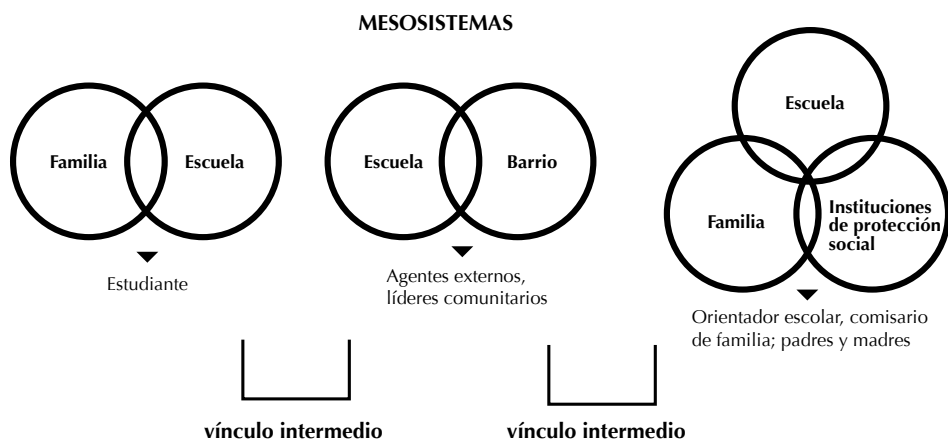 MESOSISTEMAS
Familia
Escuela
Estudiante
Escuela
Barrio
Agentes externos,
líderes comunitarios
Escuela
Familia
Instituciones
de protección
social
Orientador escolar, comisario
de familia; padres y madres
vínculo intermedio
vínculo intermedio